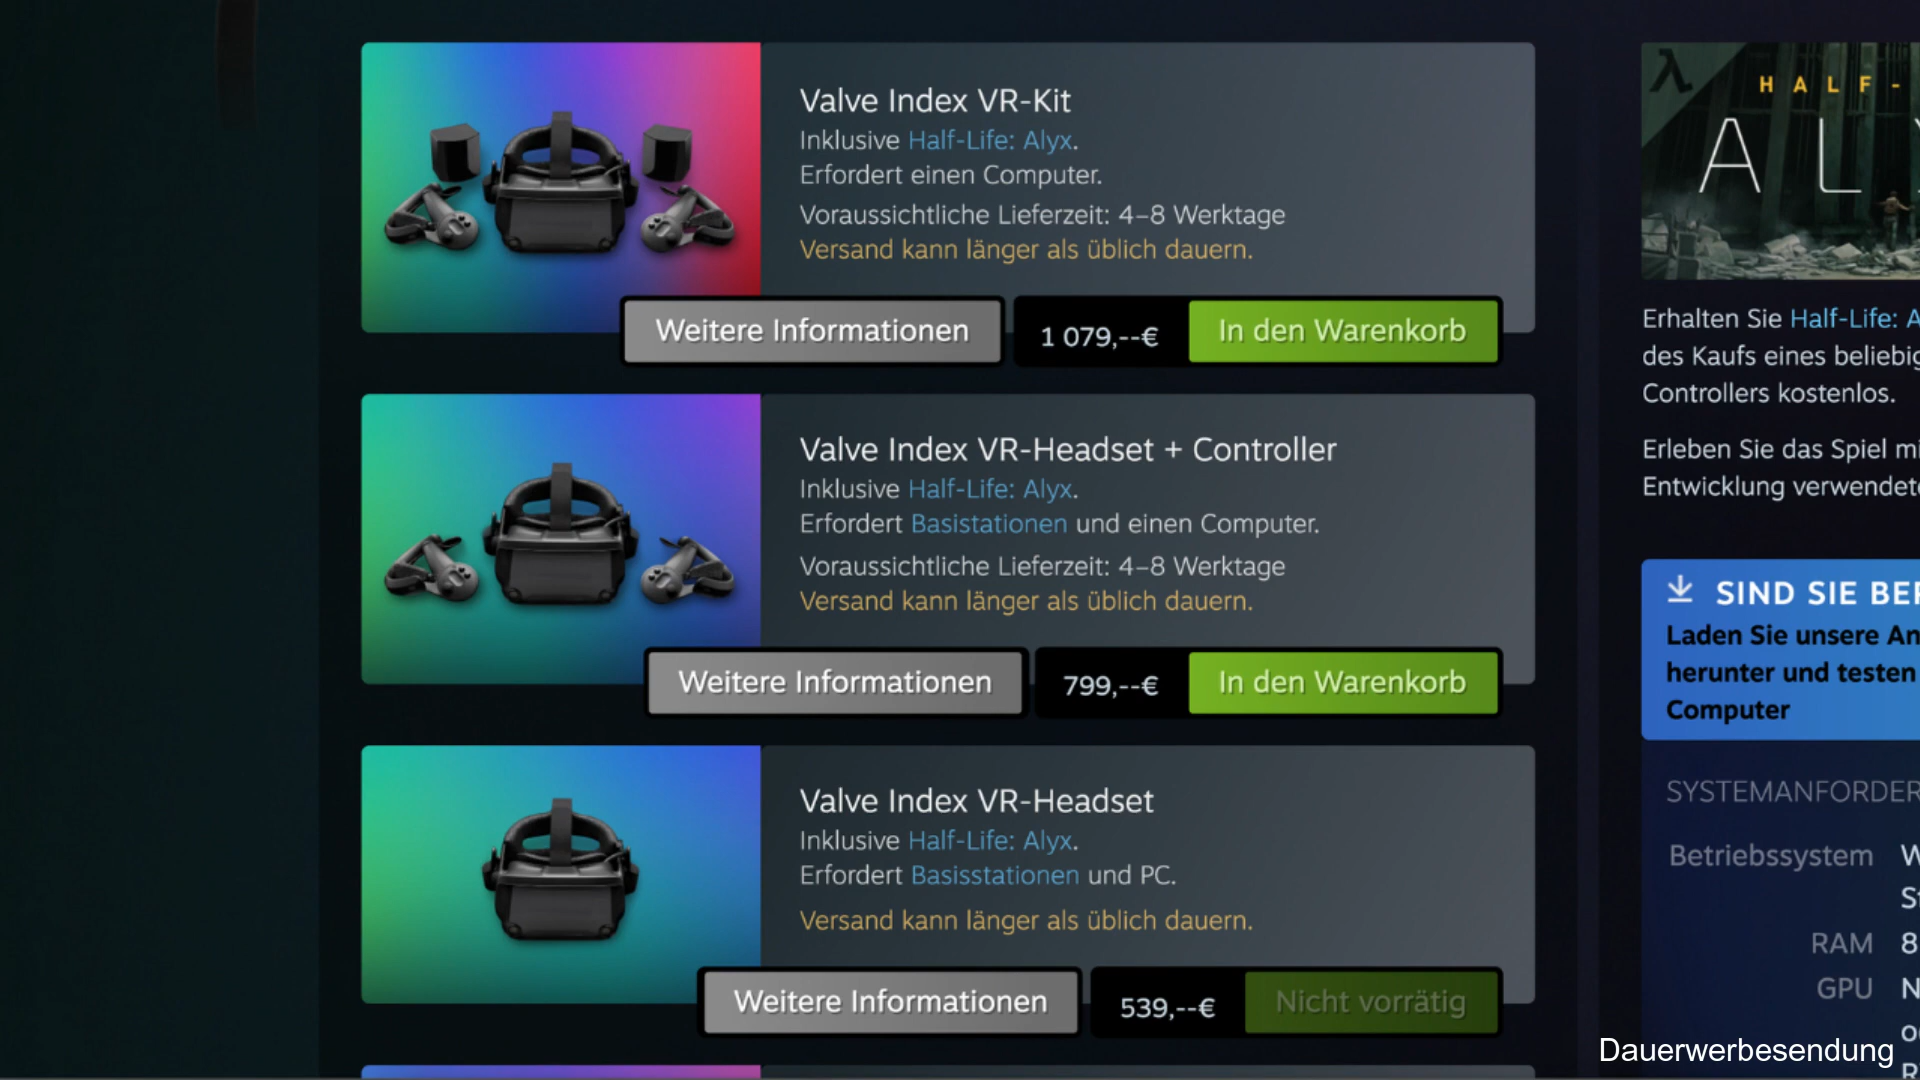 Valve Index VR-Kit
Inklusive Half-Life: Alyx.
Erfordert einen Computer.
Voraussichtliche Lieferzeit: 4–8 Werktage
Versand kann länger als üblich dauern.
Weitere Informationen
1 079,--€
In den Warenkorb
Valve Index VR-Headset + Controller
Inklusive Half-Life: Alyx.
Erfordert Basistationen und einen Computer.
Voraussichtliche Lieferzeit: 4–8 Werktage
Versand kann länger als üblich dauern.
Weitere Informationen
799,--€
In den Warenkorb
Valve Index VR-Headset
Inklusive Half-Life: Alyx.
Erfordert Basisstationen und PC.
Versand kann länger als üblich dauern.
Weitere Informationen
539,--€
Nicht vorrätig
HALF-
AL
Erhalten Sie Half-Life: A
des Kaufs eines beliebig
Controllers kostenlos.
Erleben Sie das Spiel mi
Entwicklung verwendete
SIND SIE BER
Laden Sie unsere An
herunter und testen
Computer
SYSTEMANFORDER
Betriebssystem W
St
RAM 8
GPU N
Dauerwerbesendung